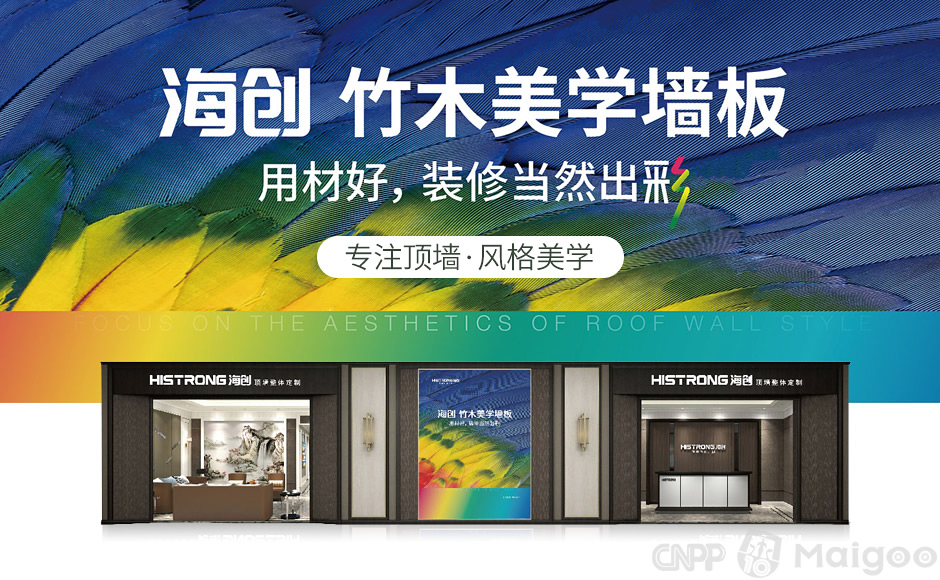 海创 竹木美学墙板
用材好，装修当然出彩
专注顶墙·风格美学
FOCUS ON THE AESTHETICS OF ROOF WALL STYLE
HISTRONG海创 顶墙整体定制
HISTRONG海创 顶墙整体定制
海创 竹木美学墙板
HISTRONG
CNPP Maigoo